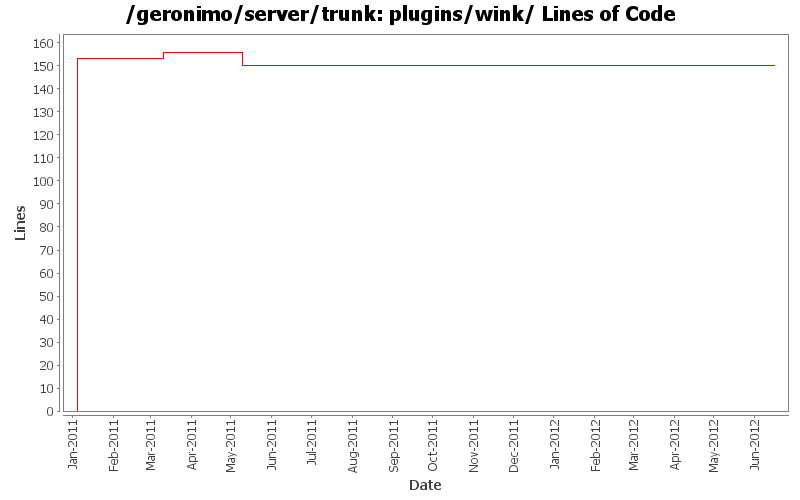 /geronimo/server/trunk: plugins/wink/ Lines of Code
160
150
140
130
120
110
100
90
80
70
60
50
40
30
20
10
0
Lines
Jan-2011
Feb-2011
Mar-2011
Apr-2011
May-2011
Jun-2011
Jul-2011
Aug-2011
Sep-2011
Oct-2011
Nov-2011
Dec-2011
Jan-2012
Feb-2012
Mar-2012
Apr-2012
May-2012
Jun-2012
Date